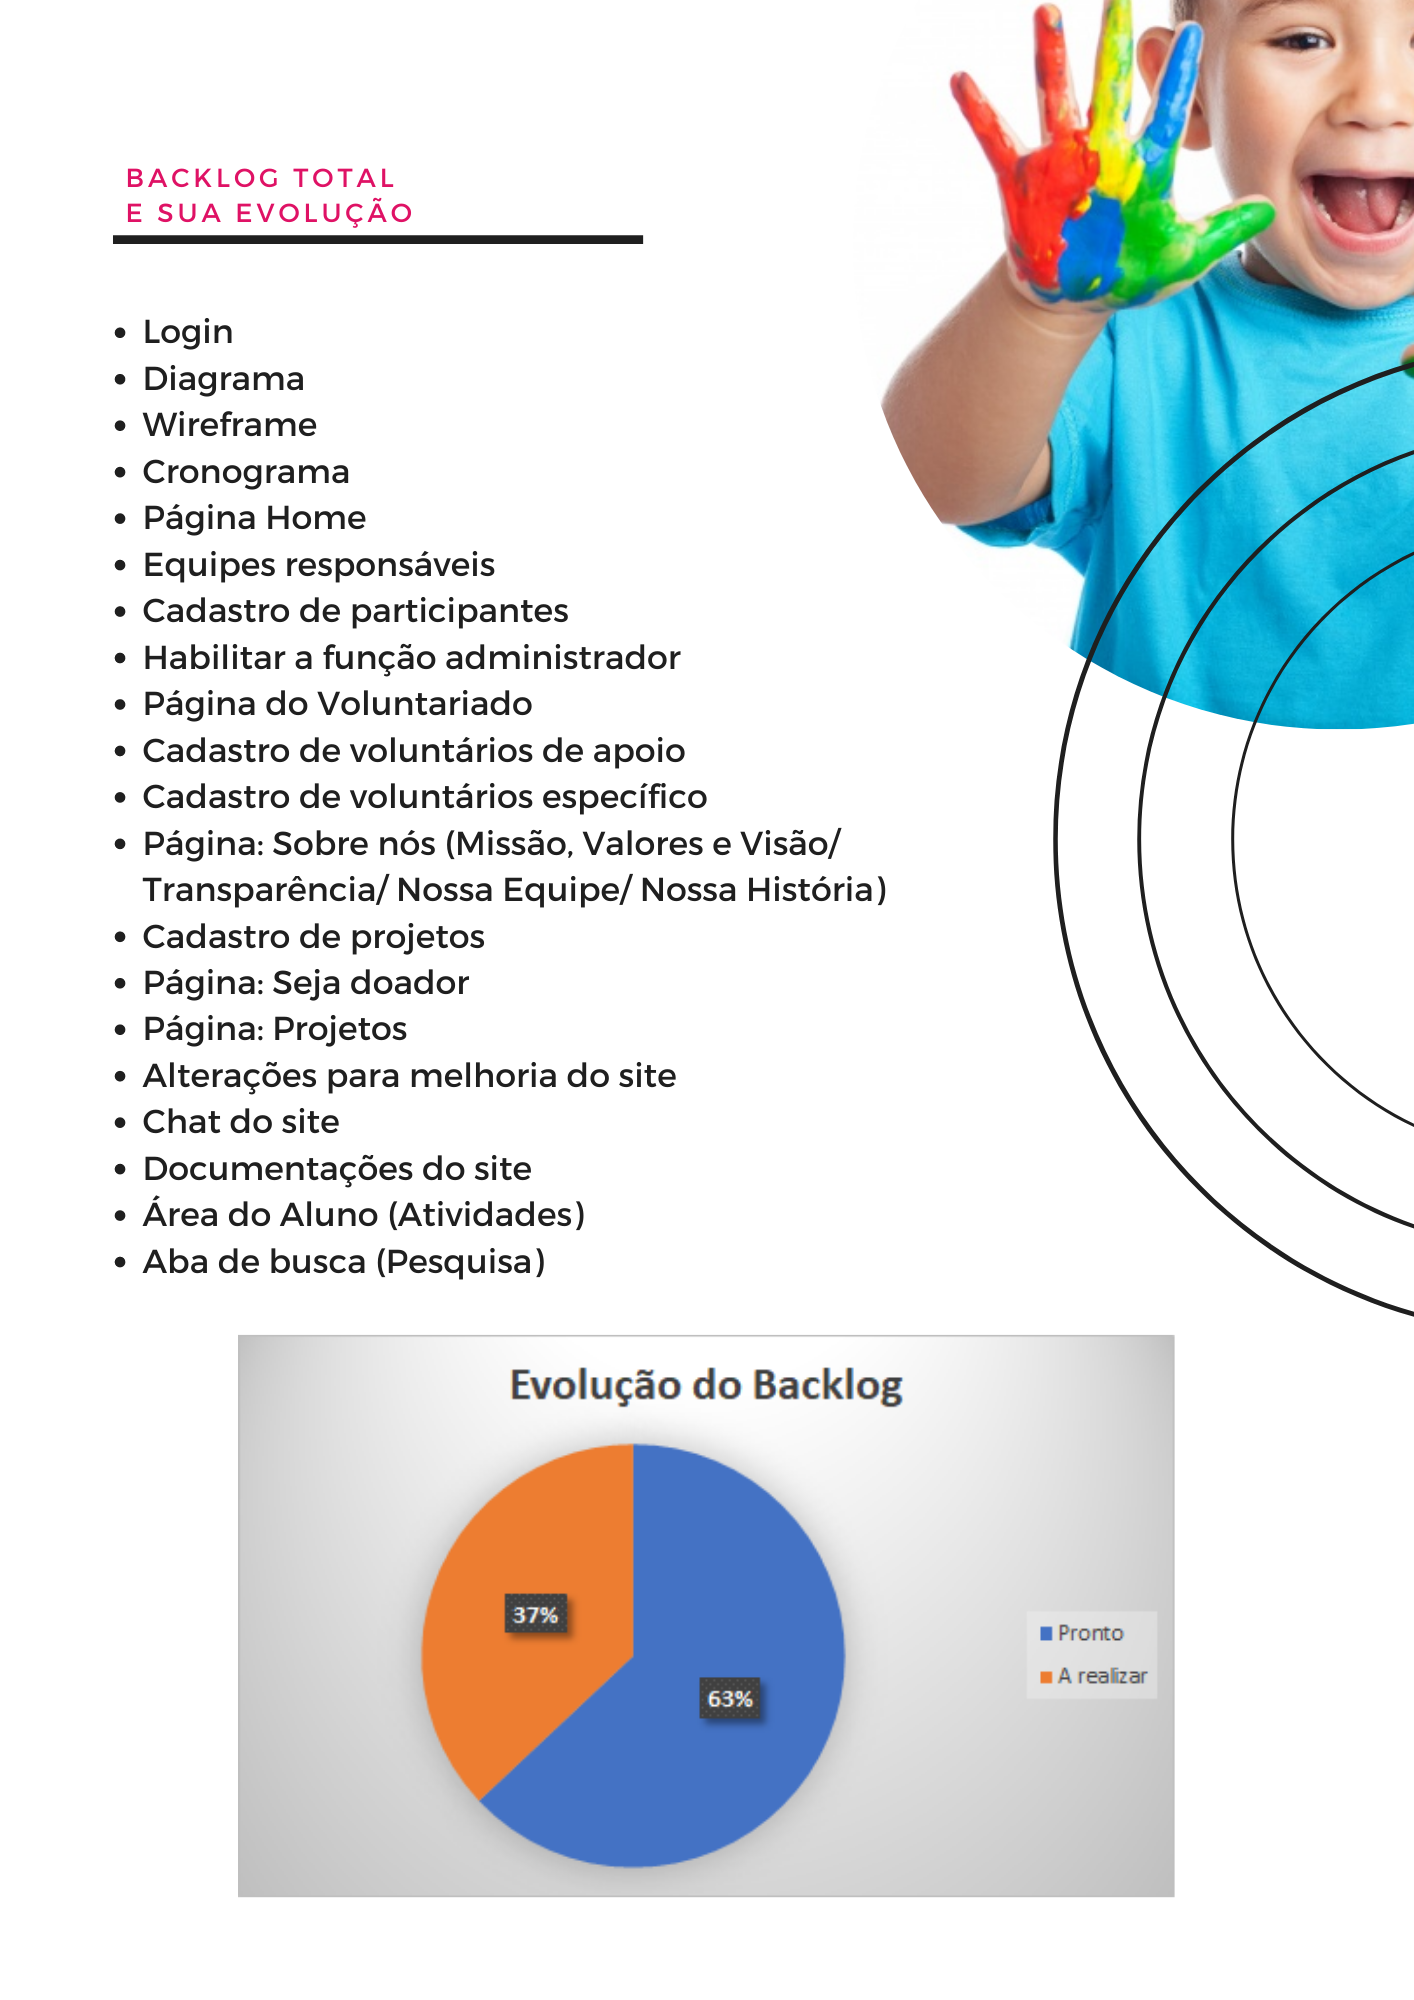 BACKLOG TOTAL
E SUA EVOLUÇÃO
• Login
• Diagrama
• Wireframe
• Cronograma
• Página Home
• Equipes responsáveis
• Cadastro de participantes
• Habilitar a função administrador
• Página do Voluntariado
• Cadastro de voluntários de apoio
• Cadastro de voluntários específico
• Página: Sobre nós (Missão, Valores e Visão/
Transparência/ Nossa Equipe/ Nossa História)
• Cadastro de projetos
• Página: Seja doador
• Página: Projetos
• Alterações para melhoria do site
• Chat do site
• Documentações do site
• Área do Aluno (Atividades)
• Aba de busca (Pesquisa)
Evolução do Backlog
37%
63%
Pronto
A realizar